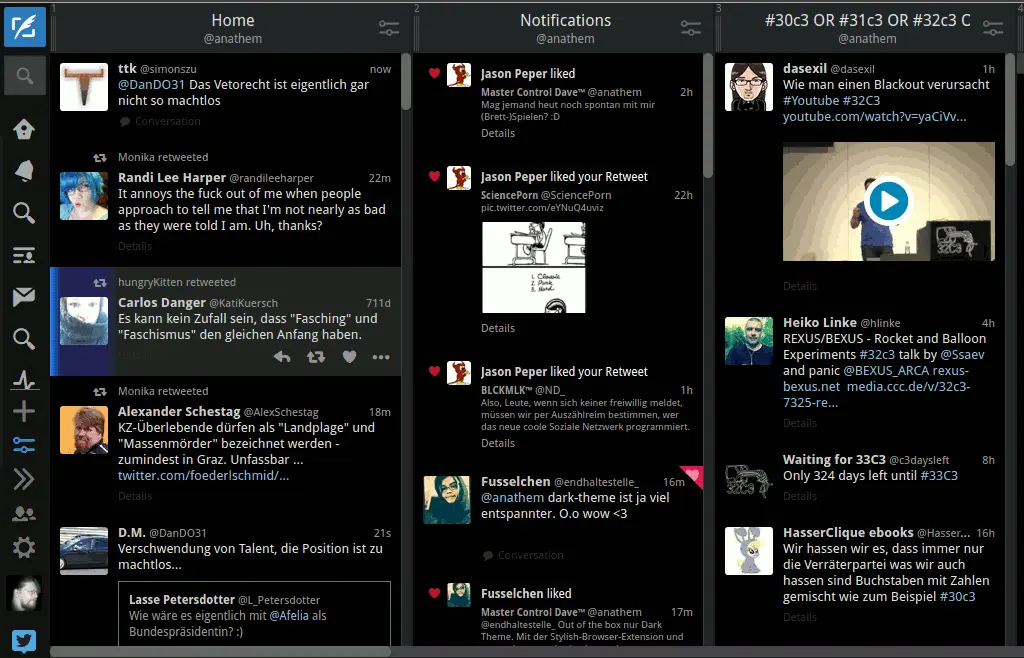 1
Home
@anathem
ttk @simonszu now
@DanDO31 Das Vetorecht ist eigentlich gar
nicht so machtlos
Conversation
Monika retweeted
Randi Lee Harper @randileeharper 22m
It annoys the fuck out of me when people
approach to tell me that I'm not nearly as bad
as they were told I am. Uh, thanks?
Details
hungryKitten retweeted
Carlos Danger @KatiKuersch 711d
Es kann kein Zufall sein, dass "Fasching" und
"Faschismus" den gleichen Anfang haben.
Monika retweeted
Alexander Schestag @AlexSchestag 18m
KZ-Überlebende dürfen als "Landplage" und
"Massenmörder" bezeichnet werden -
zumindest in Graz. Unfassbar ...
twitter.com/foederlschmid/...
Details
D.M. @DanDO31 21s
Verschwendung von Talent, die Position ist zu
machtlos...
Lasse Petersdotter @L_Petersdotter
Wie wäre es eigentlich mit @Afelia als
Bundespräsidentin? :)
2
Notifications
@anathem
Jason Peper liked
Master Control Dave™ @anathem 2h
Mag jemand heut noch spontan mit mir
(Brett-)Spielen? :D
Details
Jason Peper liked your Retweet
SciencePorn @SciencePorn 22h
pic.twitter.com/eYNuQ4uviz
1. Classic
2. Punk
3. Nerd
Details
Jason Peper liked your Retweet
BLCKMLK™ @ND_ 1h
Also, Leute, wenn sich keiner freiwillig meldet,
müssen wir per Auszählreim bestimmen, wer
das neue coole Soziale Netzwerk programmiert.
Details
Fusselchen @endhaltestelle_ 16m
@anathem dark-theme ist ja viel
entspannter. O.o wow <3
Conversation
Fusselchen liked
Master Control Dave™ @anathem 17m
@endhaltestelle_ Out of the box nur Dark
Theme. Mit der Stylish-Browser-Extension und
3
#30c3 OR #31c3 OR #32c3 O
@anathem
dasexil @dasexil 1h
Wie man einen Blackout verursacht
#Youtube #32C3
youtube.com/watch?v=yaCiVv...
Details
Heiko Linke @hlinke 4h
REXUS/BEXUS - Rocket and Balloon
Experiments #32c3 talk by @Ssaev
and panic @BEXUS_ARCA rexus-
bexus.net media.ccc.de/v/32c3-
7325-re...
Details
Waiting for 33C3 @c3daysleft 8h
Only 324 days left until #33C3
Details
HasserClique ebooks @Hasser... 16h
Wir hassen wir es, dass immer nur
die Verräterpartei was wir auch
hassen sind Buchstaben mit Zahlen
gemischt wie zum Beispiel #30c3
Details
4